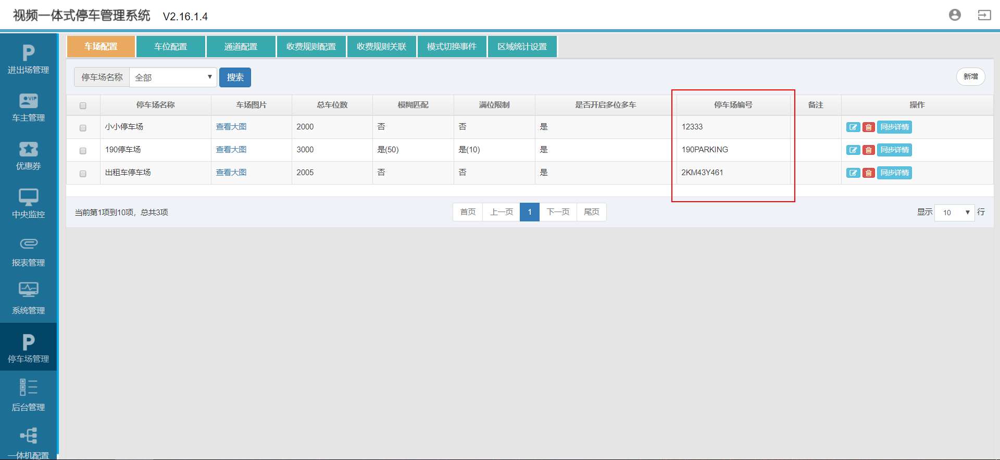 视频一体式停车管理系统 V2.16.1.4
进出场管理
车主管理
优惠券
中央监控
报表管理
系统管理
停车场管理
后台管理
一体机配置
车场配置 车位配置 通道配置 收费规则配置 收费规则关联 模式切换事件 区域统计设置
停车场名称 全部 搜索 新增
停车场名称 车场图片 总车位数 模糊匹配 满位限制 是否开启多位多车 停车场编号 备注 操作
小小停车场 查看大图 2000 否 否 是 12333 同步详情
190停车场 查看大图 3000 是(50) 是(10) 是 190PARKING 同步详情
出租车停车场 查看大图 2005 否 否 是 2KM43Y461 同步详情
当前第1项到10项，总共3项 首页 上一页 1 下一页 尾页 显示 10 行